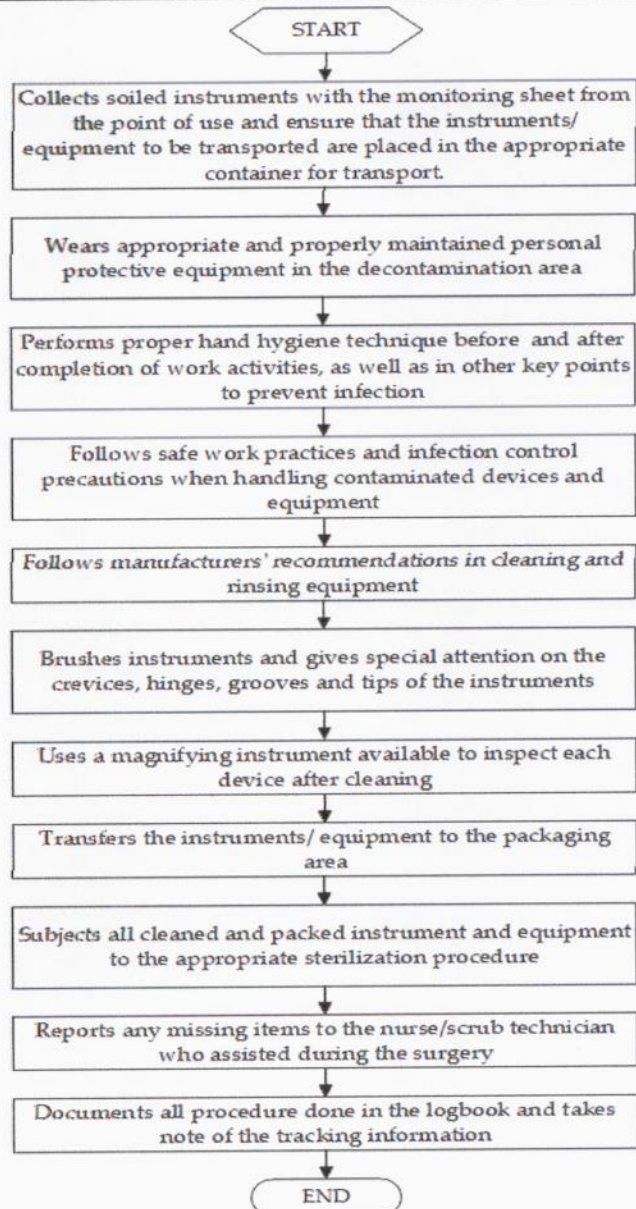 START
Collects soiled instruments with the monitoring sheet from
the point of use and ensure that the instruments/
equipment to be transported are placed in the appropriate
container for transport.
Wears appropriate and properly maintained personal
protective equipment in the decontamination area
Performs proper hand hygiene technique before and after
completion of work activities, as well as in other key points
to prevent infection
Follows safe work practices and infection control
precautions when handling contaminated devices and
equipment
Follows manufacturers' recommendations in cleaning and
rinsing equipment
Brushes instruments and gives special attention on the
crevices, hinges, grooves and tips of the instruments
Uses a magnifying instrument available to inspect each
device after cleaning
Transfers the instruments/ equipment to the packaging
area
Subjects all cleaned and packed instrument and equipment
to the appropriate sterilization procedure
Reports any missing items to the nurse/scrub technician
who assisted during the surgery
Documents all procedure done in the logbook and takes
note of the tracking information
END